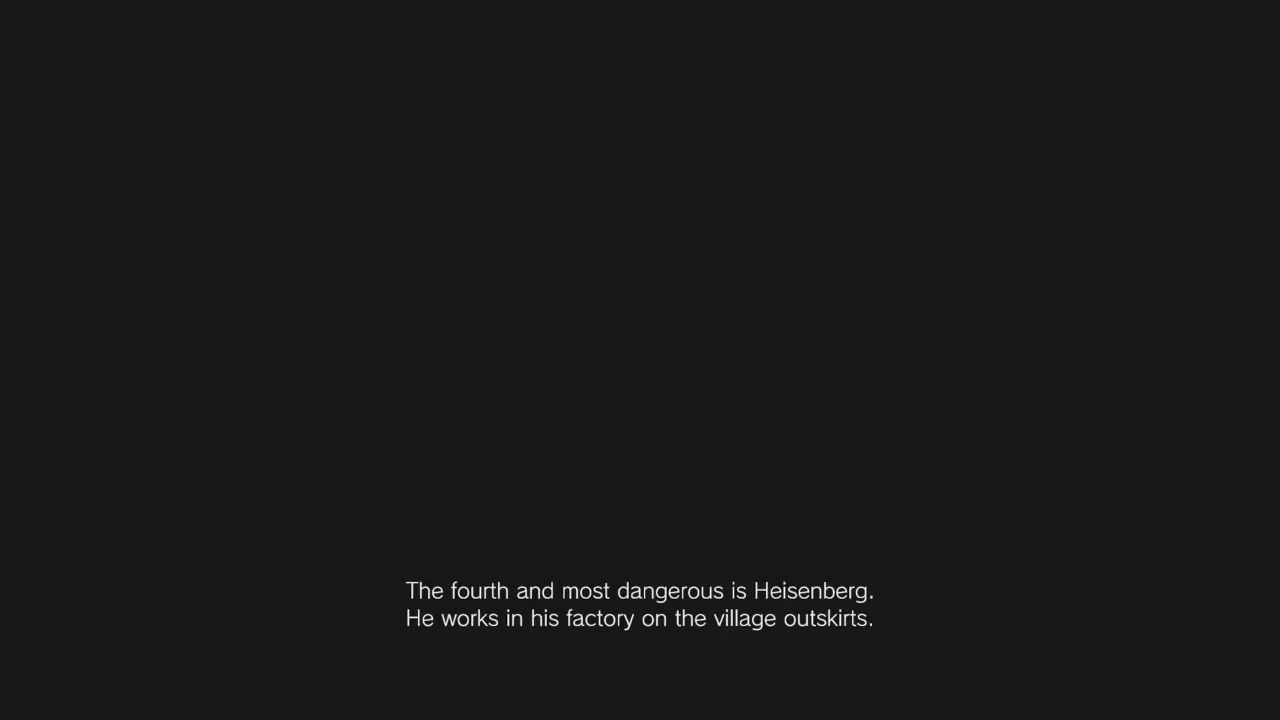 The fourth and most dangerous is Heisenberg.
He works in his factory on the village outskirts.